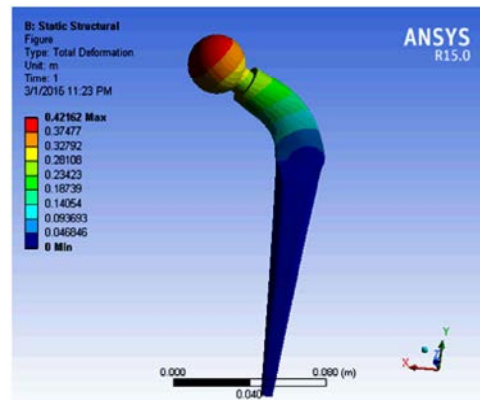 B: Static Structural
Figure
Type: Total Deformation
Unit: m
Time: 1
3/1/2016 11:23 PM
ANSYS
R15.0
0.42162 Max
0.37477
0.32792
0.28108
0.23423
0.18739
0.14054
0.093693
0.046846
0 Min
0.000
0.080 (m)
0.040
Y
X